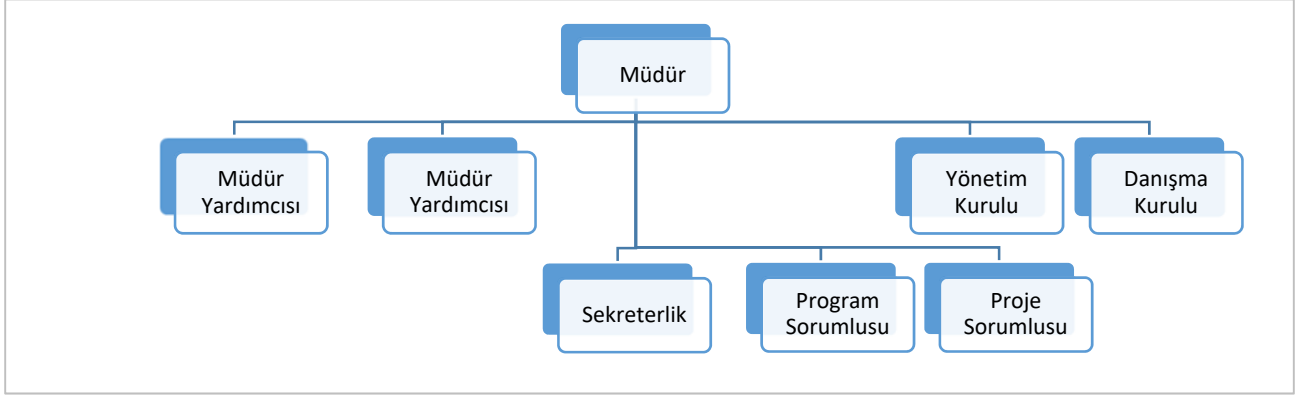 Müdür
Müdür
Yardımcısı
Müdür
Yardımcısı
Yönetim
Kurulu
Danışma
Kurulu
Sekreterlik
Program
Sorumlusu
Proje
Sorumlusu